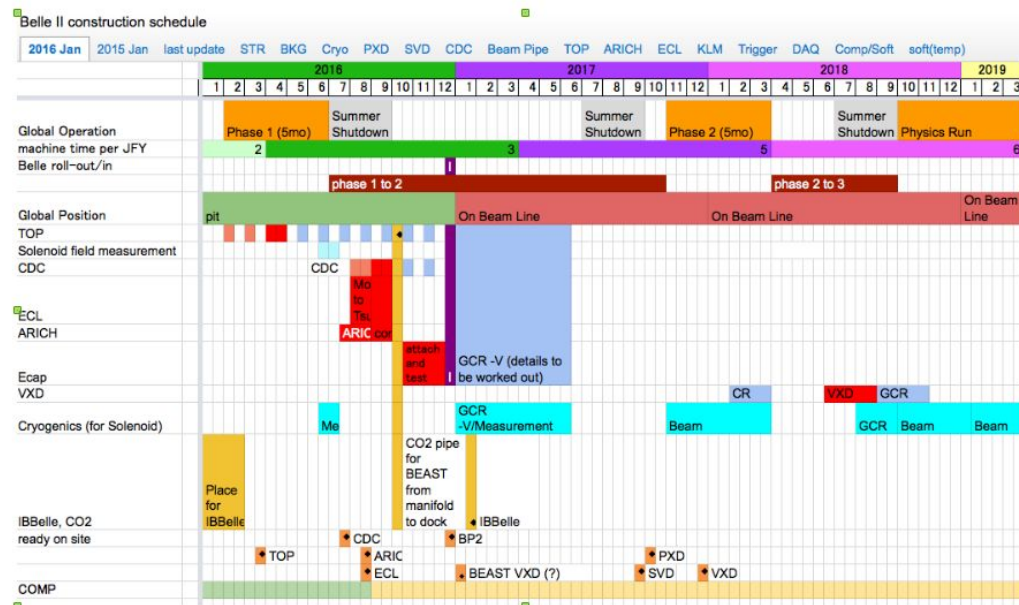 Belle II construction schedule
2016 Jan 2015 Jan last update STR BKG Cryo PXD SVD CDC Beam Pipe TOP ARICH ECL KLM Trigger DAQ Comp/Soft soft(temp)
2016 2017 2018 2019
1 2 3 4 5 6 7 8 9 10 11 12 1 2 3 4 5 6 7 8 9 10 11 12 1 2 3 4 5 6 7 8 9 10 11 12 1 2 3
Summer Summer Summer
Global Operation Phase 1 (5mo) Shutdown Shutdown Phase 2 (5mo) Shutdown Physics Run
machine time per JFY 2 3 5 6
Belle roll-out/in I
phase 1 to 2 phase 2 to 3
On Beam
Global Position pit On Beam Line On Beam Line Line
TOP
Solenoid field measurement
CDC CDC
Mo
to
ECL Tsu
ARICH ARIC cor
attach
and GCR -V (details to
Ecap test I be worked out)
VXD CR VXD GCR
GCR
Cryogenics (for Solenoid) Me -V/Measurement Beam GCR Beam Beam
CO2 pipe
for
BEAST
Place from
for manifold
IBBelle, CO2 IBBelle to dock IBBelle
ready on site CDC BP2
TOP ARIC PXD
ECL BEAST VXD (?) SVD VXD
COMP